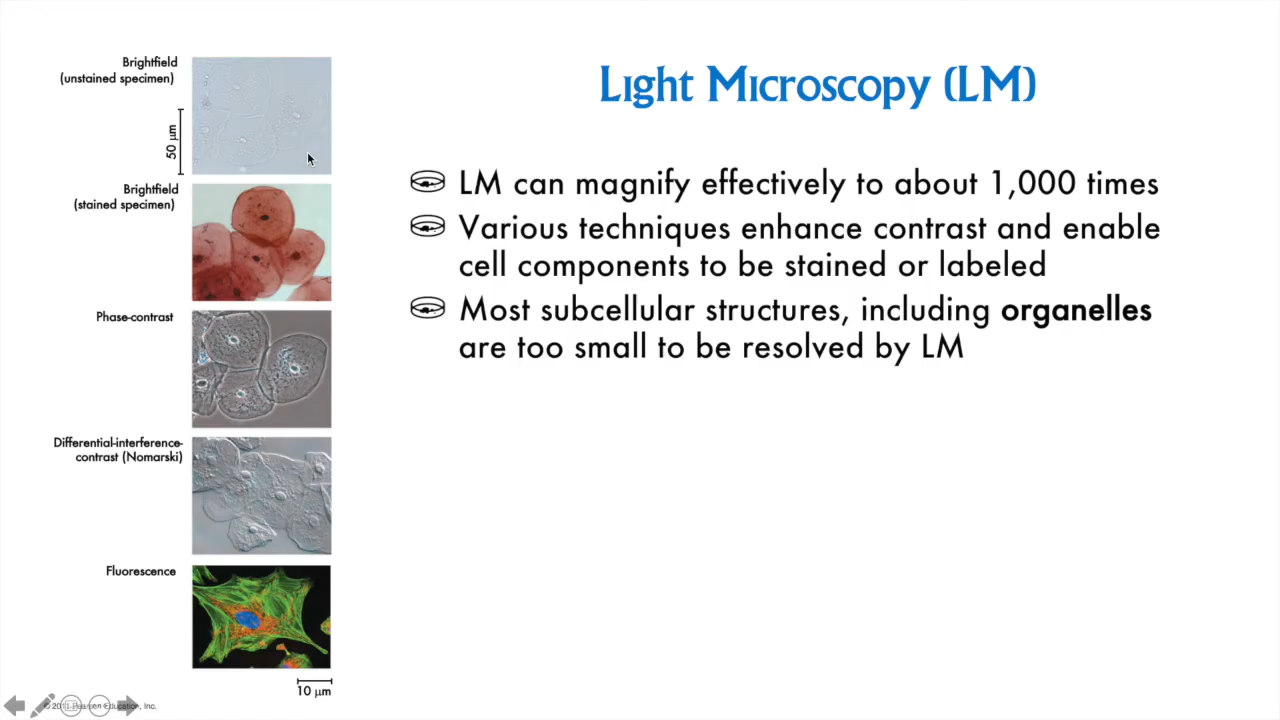 Light Microscopy (LM)
LM can magnify effectively to about 1,000 times
Various techniques enhance contrast and enable
cell components to be stained or labeled
Most subcellular structures, including organelles
are too small to be resolved by LM
Brightfield
(unstained specimen)
50 µm
Brightfield
(stained specimen)
Phase-contrast
Differential-interference-
contrast (Nomarski)
Fluorescence
10 µm
Pearson Education, Inc.